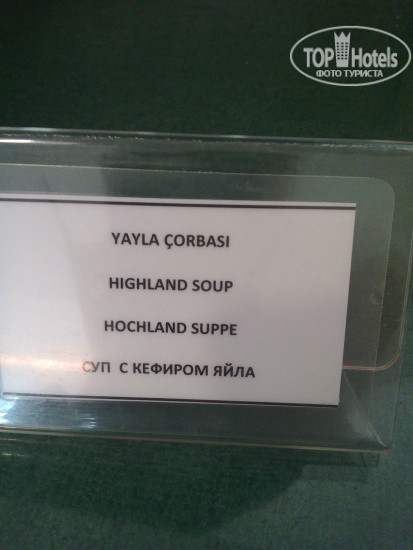 TOP Hotels
ФОТО ТУРИСТА
YAYLA ÇORBASI
HIGHLAND SOUP
HOCHLAND SUPPE
СУП С КЕФИРОМ ЯЙЛА